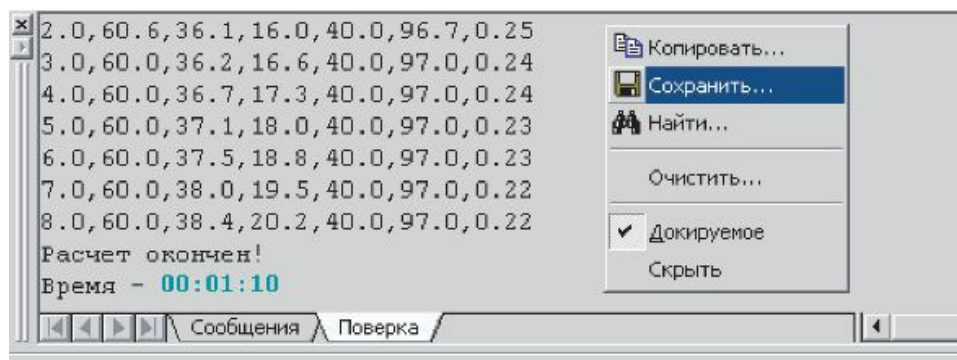 2.0,60.6,36.1,16.0,40.0,96.7,0.25
3.0,60.0,36.2,16.6,40.0,97.0,0.24
4.0,60.0,36.7,17.3,40.0,97.0,0.24
5.0,60.0,37.1,18.0,40.0,97.0,0.23
6.0,60.0,37.5,18.8,40.0,97.0,0.23
7.0,60.0,38.0,19.5,40.0,97.0,0.22
8.0,60.0,38.4,20.2,40.0,97.0,0.22
Расчет окончен!
Время - 00:01:10
Копировать...
Сохранить...
Найти...
Очистить...
Докируемое
Скрыть
Сообщения
Поверка